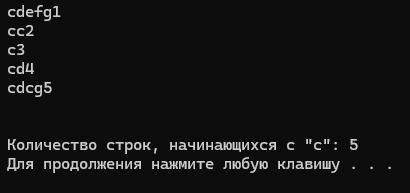 cdefg1
cc2
c3
cd4
cdcg5
Количество строк, начинающихся с "c": 5
Для продолжения нажмите любую клавишу . . .